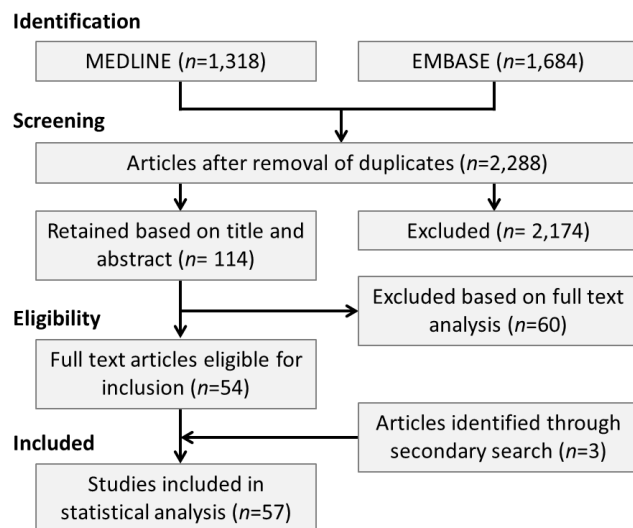 Identification
MEDLINE (n=1,318)
EMBASE (n=1,684)
Screening
Articles after removal of duplicates (n=2,288)
Retained based on title and
abstract (n= 114)
Excluded (n= 2,174)
Excluded based on full text
analysis (n=60)
Eligibility
Full text articles eligible for
inclusion (n=54)
Articles identified through
secondary search (n=3)
Included
Studies included in
statistical analysis (n=57)